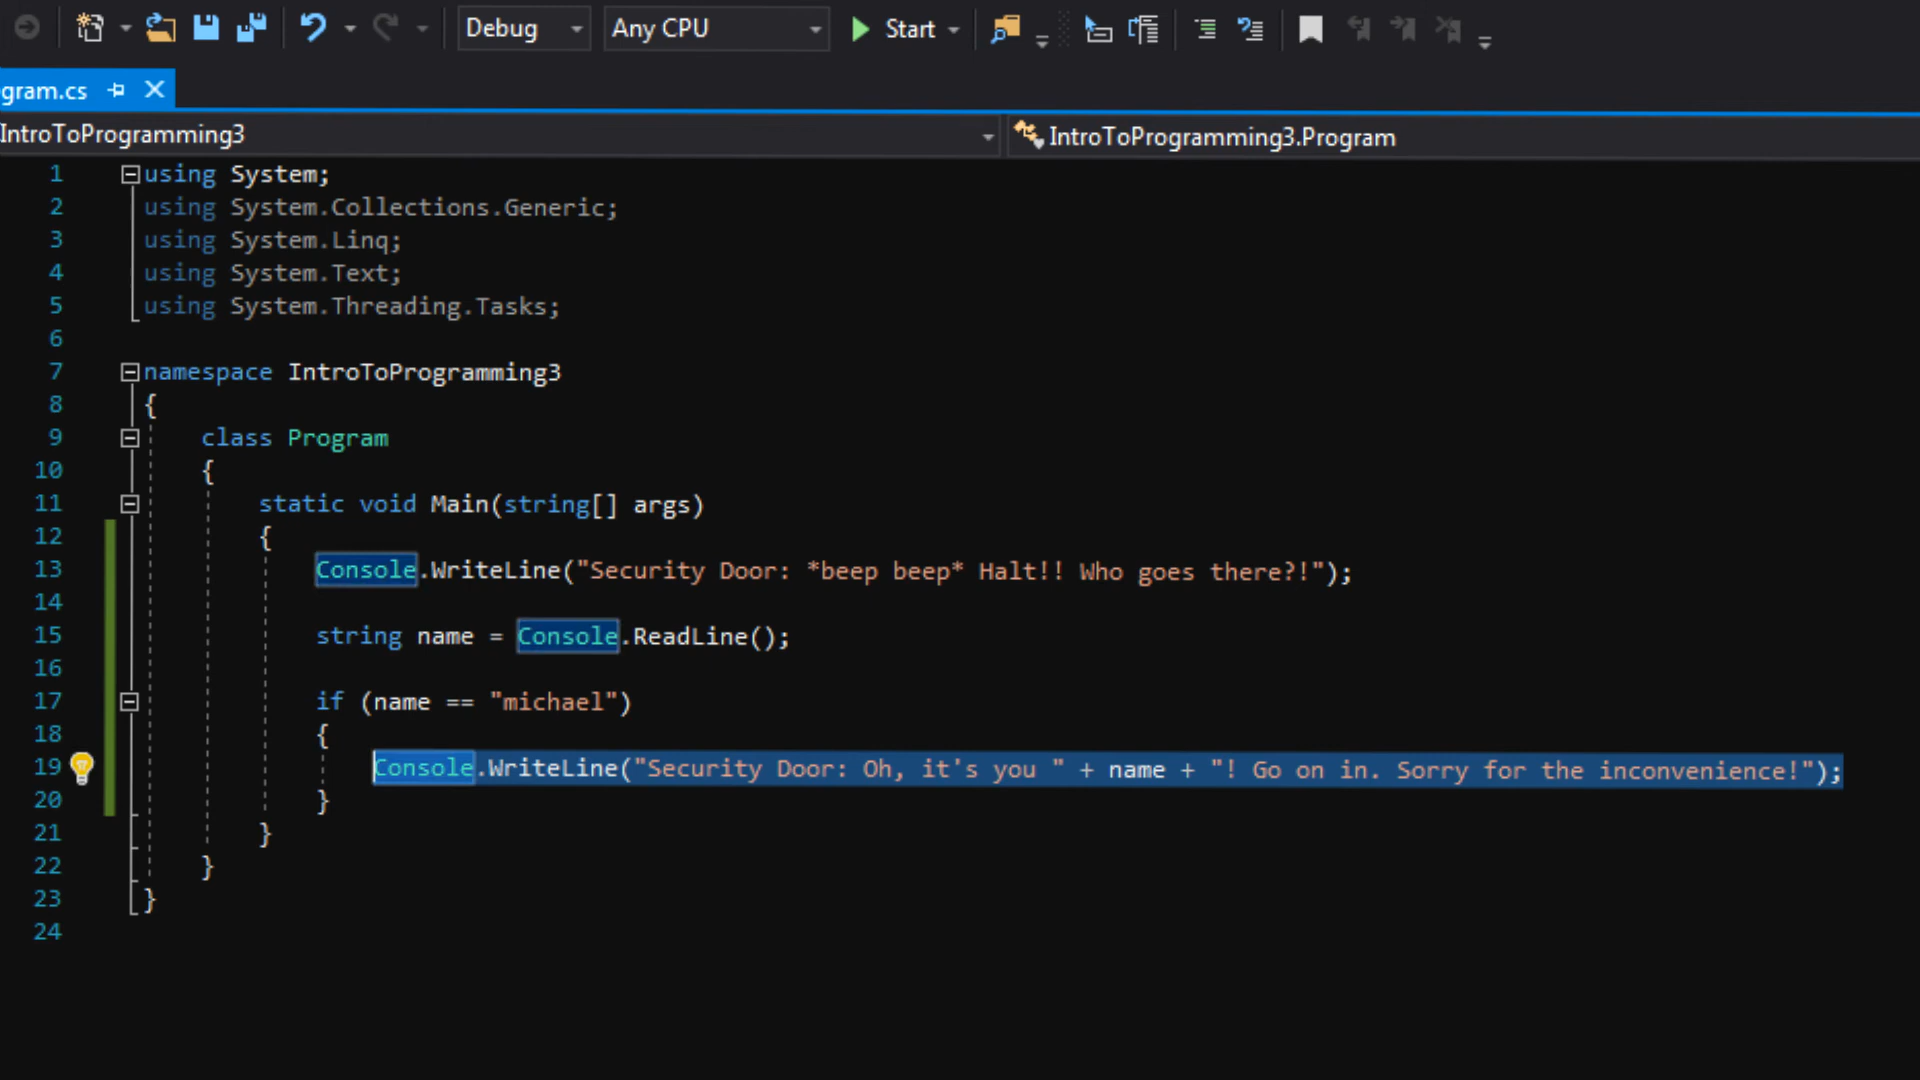 Debug Any CPU Start
gram.cs
IntroToProgramming3 IntroToProgramming3.Program
1 using System;
2 using System.Collections.Generic;
3 using System.Linq;
4 using System.Text;
5 using System.Threading.Tasks;
6
7 namespace IntroToProgramming3
8 {
9 class Program
10 {
11 static void Main(string[] args)
12 {
13 Console.WriteLine("Security Door: *beep beep* Halt!! Who goes there?!");
14
15 string name = Console.ReadLine();
16
17 if (name == "michael")
18 {
19 Console.WriteLine("Security Door: Oh, it's you " + name + "! Go on in. Sorry for the inconvenience!");
20 }
21 }
22 }
23 }
24